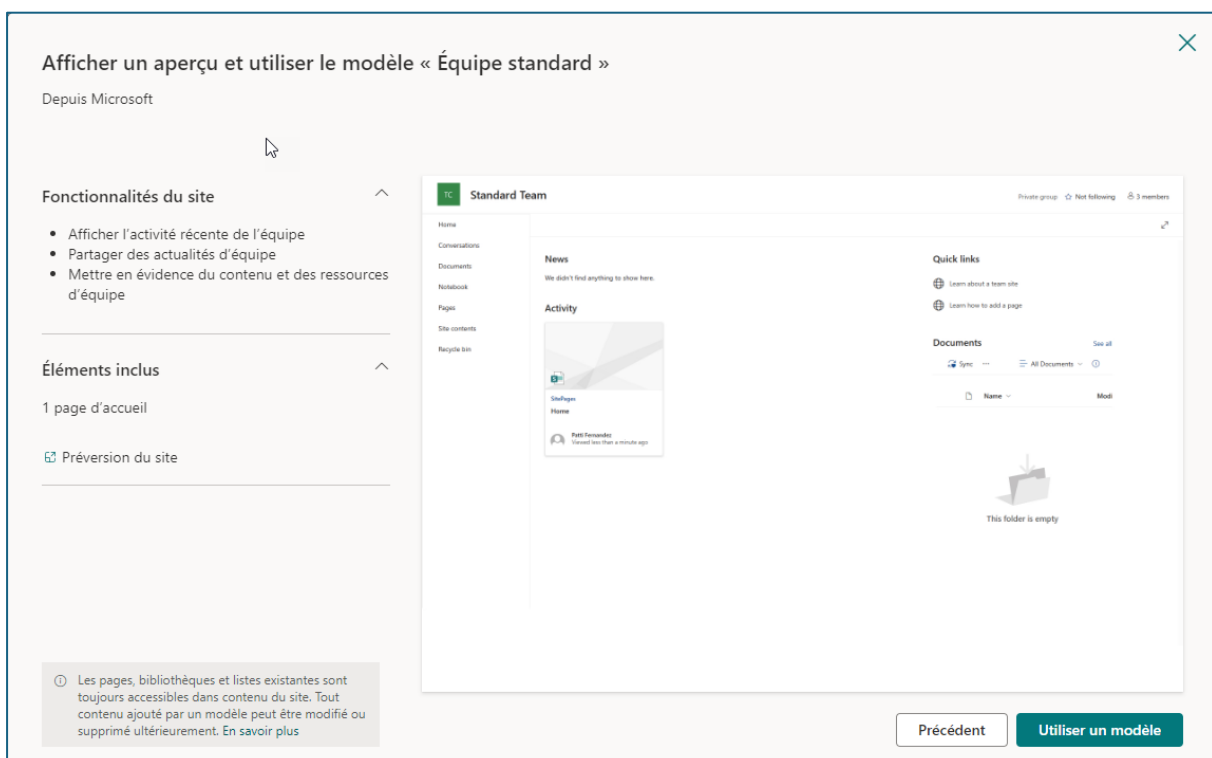 Afficher un aperçu et utiliser le modèle « Équipe standard »
Depuis Microsoft
Fonctionnalités du site
• Afficher l'activité récente de l'équipe
• Partager des actualités d'équipe
• Mettre en évidence du contenu et des ressources
d'équipe
Éléments inclus
1 page d'accueil
Préversion du site
Les pages, bibliothèques et listes existantes sont
toujours accessibles dans contenu du site. Tout
contenu ajouté par un modèle peut être modifié ou
supprimé ultérieurement. En savoir plus
TC Standard Team
Private group Not following 3 members
Home
Conversations
Documents
Notebook
Pages
Site contents
Recycle bin
News
We didn't find anything to show here.
Activity
SitePages
Home
Patti Fernandez
Viewed less than a minute ago
Quick links
Learn about a team site
Learn how to add a page
Documents See all
Sync ··· All Documents
Name Modi
This folder is empty
Précédent Utiliser un modèle